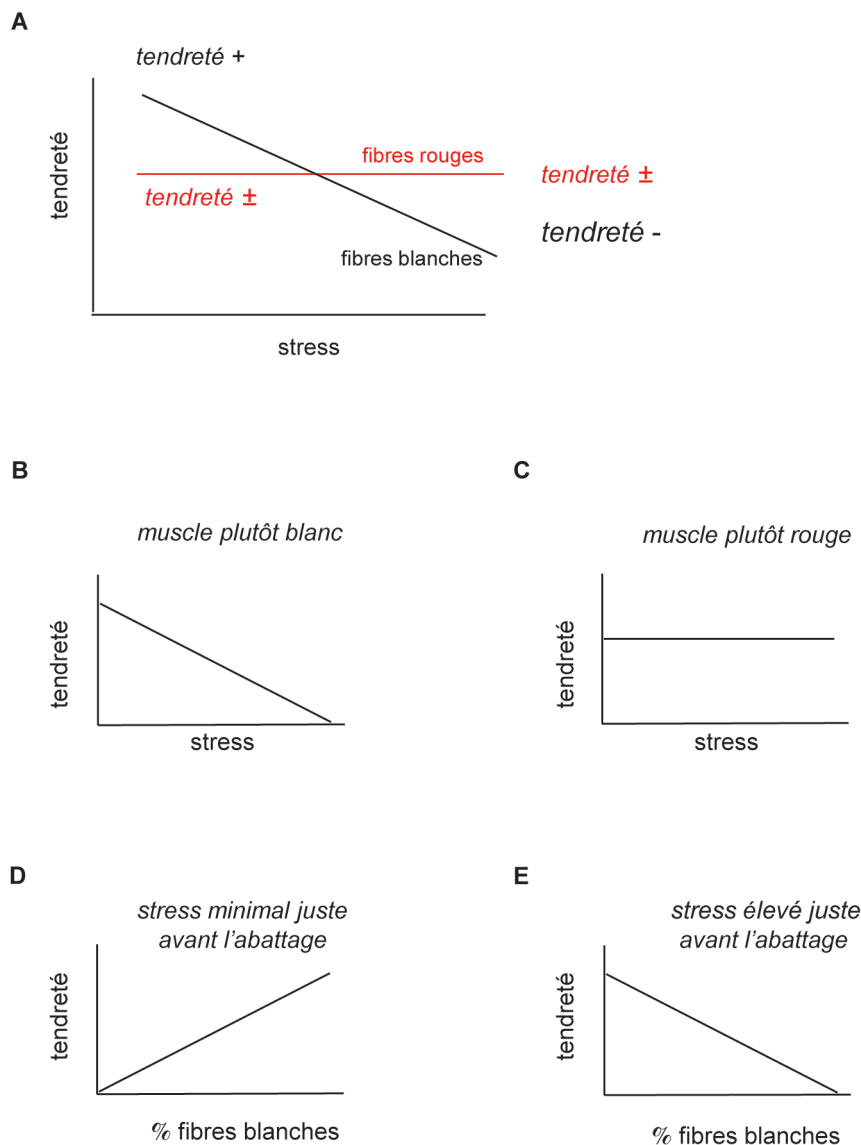 A
tendreté +
tendreté
fibres rouges
tendreté ±
tendreté ±
tendreté -
fibres blanches
stress
B
C
muscle plutôt blanc
muscle plutôt rouge
tendreté
tendreté
stress
stress
D
E
stress minimal juste
avant l'abattage
stress élevé juste
avant l'abattage
tendreté
tendreté
% fibres blanches
% fibres blanches